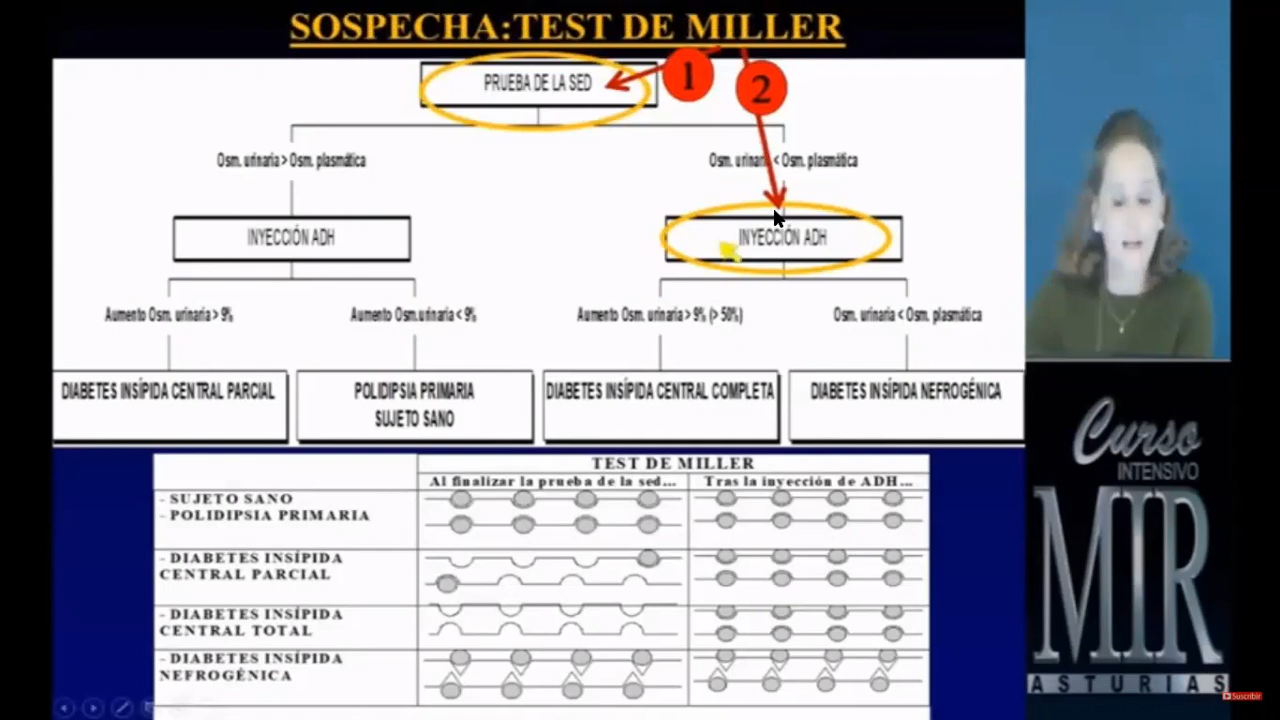 SOSPECHA:TEST DE MILLER
PRUEBA DE LA SED
1
2
Osm. urinaria > Osm. plasmática
Osm. urinaria < Osm. plasmática
INYECCIÓN ADH
INYECCIÓN ADH
Aumento Osm. urinaria > 9%
Aumento Osm.urinaria < 9%
Aumento Osm. urinaria > 9% (> 50%)
Osm. urinaria < Osm. plasmática
DIABETES INSÍPIDA CENTRAL PARCIAL
POLIDIPSIA PRIMARIA
SUJETO SANO
DIABETES INSÍPIDA CENTRAL COMPLETA
DIABETES INSÍPIDA NEFROGÉNICA
TEST DE MILLER
Al finalizar la prueba de la sed...
Tras la inyección de ADH...
- SUJETO SANO
- POLIDIPSIA PRIMARIA
- DIABETES INSÍPIDA
CENTRAL PARCIAL
- DIABETES INSÍPIDA
CENTRAL TOTAL
- DIABETES INSÍPIDA
NEFROGÉNICA
Curso
INTENSIVO
MIR
ASTURIAS
Suscribir